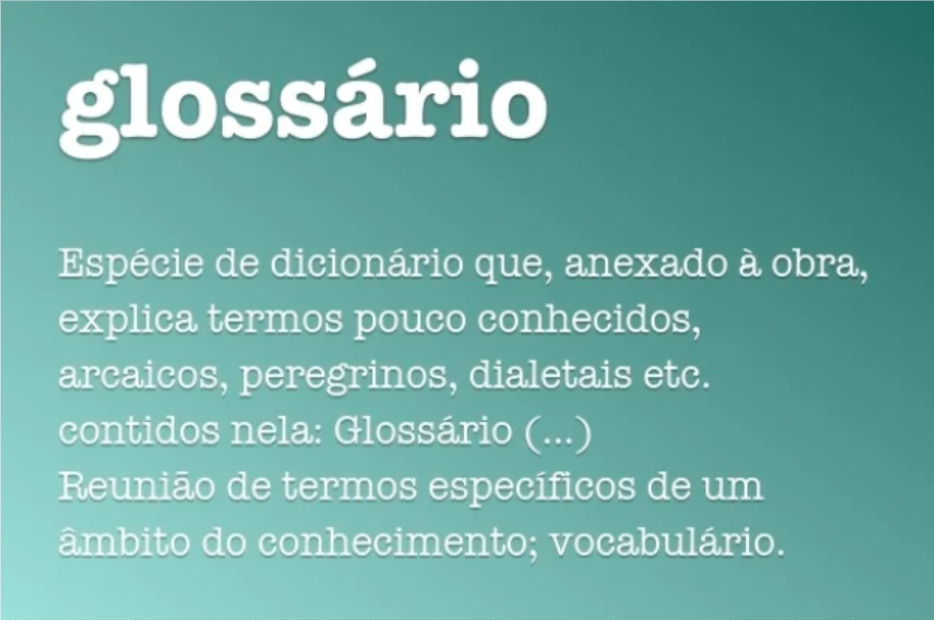 glossário
Espécie de dicionário que, anexado à obra,
explica termos pouco conhecidos,
arcaicos, peregrinos, dialetais etc.
contidos nela: Glossário (...)
Reunião de termos específicos de um
âmbito do conhecimento; vocabulário.